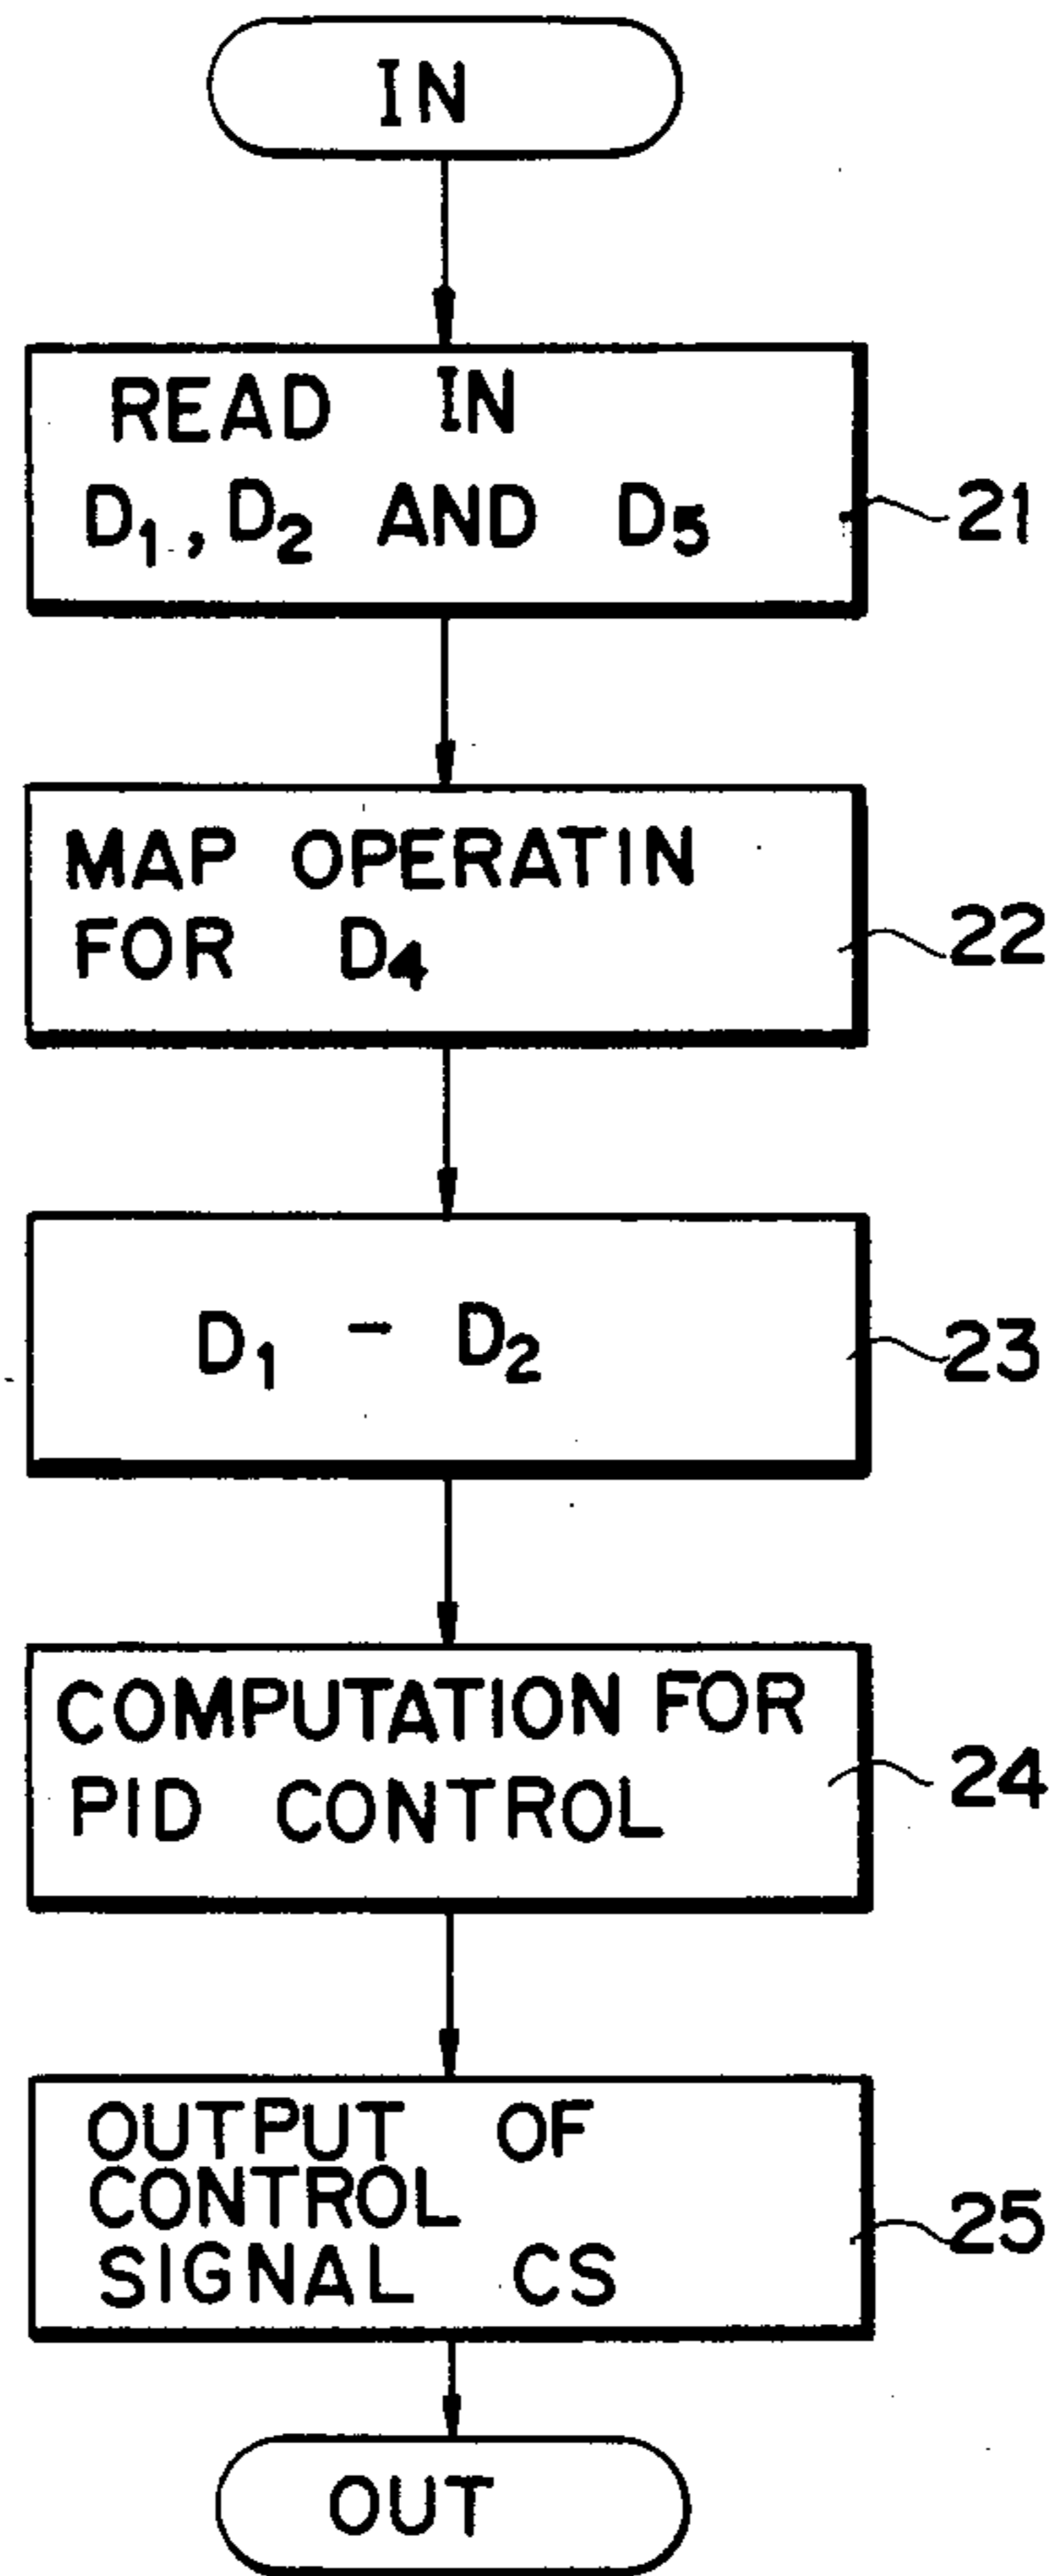 IN
READ IN
D₁, D₂ AND D₅
21
MAP OPERATIN
FOR D₄
22
D₁ - D₂
23
COMPUTATION FOR
PID CONTROL
24
OUTPUT OF
CONTROL
SIGNAL CS
25
OUT